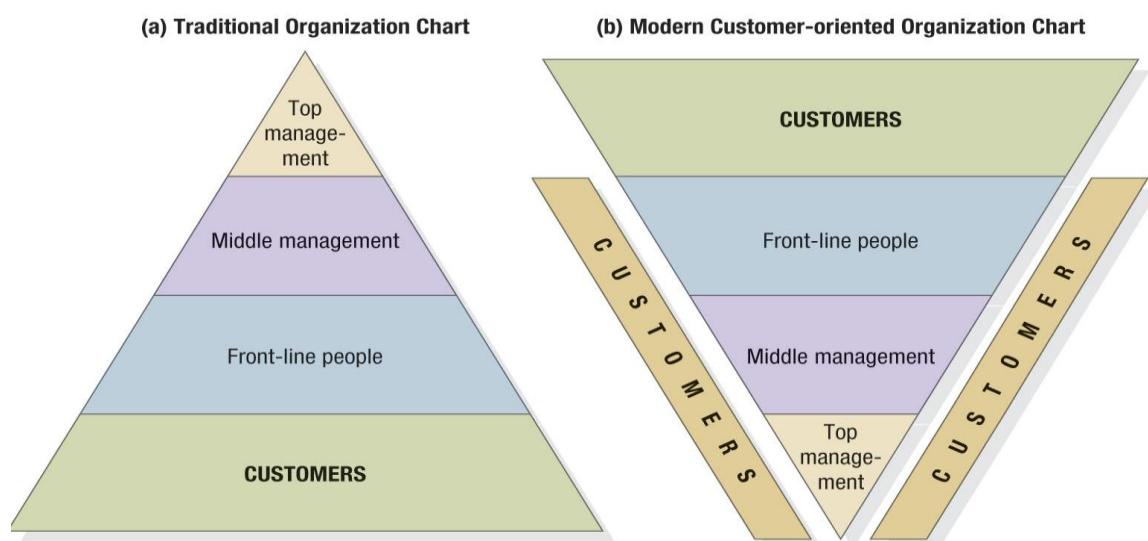 (a) Traditional Organization Chart
Top
manage-
ment
Middle management
Front-line people
CUSTOMERS
(b) Modern Customer-oriented Organization Chart
CUSTOMERS
Front-line people
Middle management
Top
manage-
ment
CUSTOMERS
CUSTOMERS